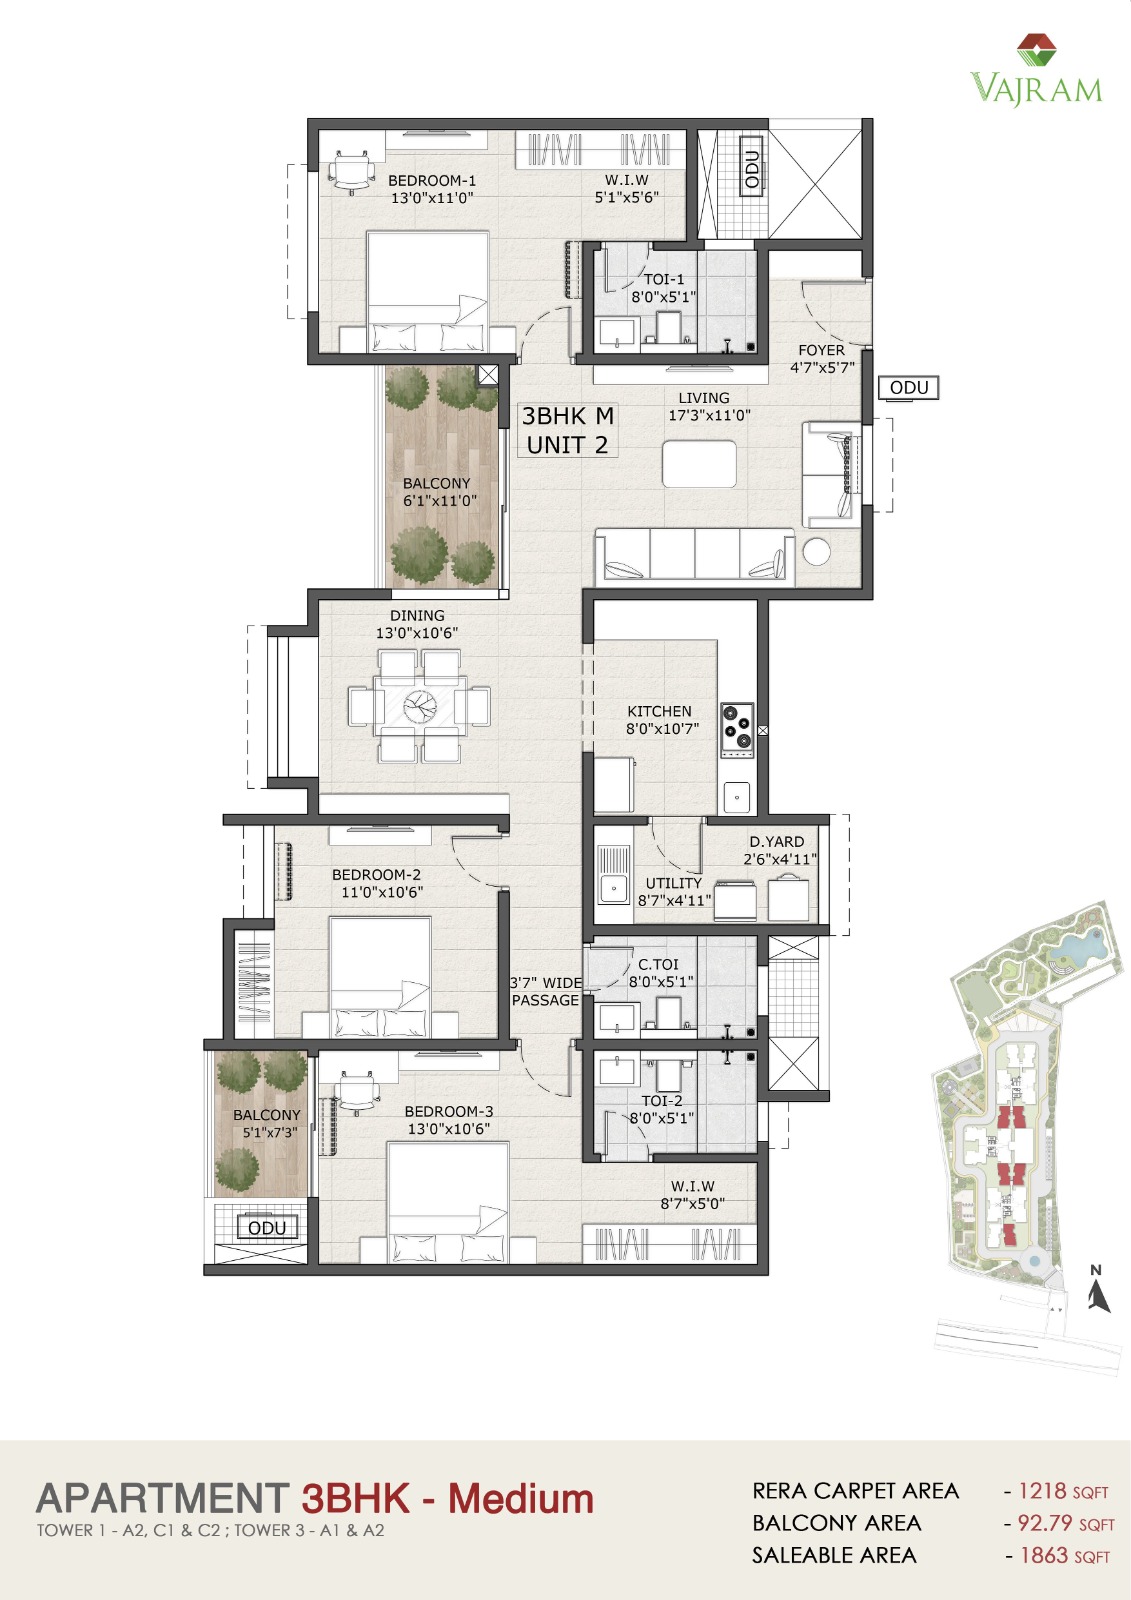 VAJRAM
ODU
BEDROOM-1
13'0"x11'0"
W.I.W
5'1"x5'6"
TOI-1
8'0"x5'1"
FOYER
4'7"x5'7"
ODU
LIVING
17'3"x11'0"
3BHK M
UNIT 2
BALCONY
6'1"x11'0"
DINING
13'0"x10'6"
KITCHEN
8'0"x10'7"
D.YARD
2'6"x4'11"
BEDROOM-2
11'0"x10'6"
UTILITY
8'7"x4'11"
C.TOI
8'0"x5'1"
3'7" WIDE
PASSAGE
TOI-2
8'0"x5'1"
BALCONY
5'1"x7'3"
BEDROOM-3
13'0"x10'6"
W.I.W
8'7"x5'0"
ODU
N
APARTMENT 3BHK - Medium
TOWER 1 - A2, C1 & C2 ; TOWER 3 - A1 & A2
RERA CARPET AREA - 1218 SQFT
BALCONY AREA - 92.79 SQFT
SALEABLE AREA - 1863 SQFT